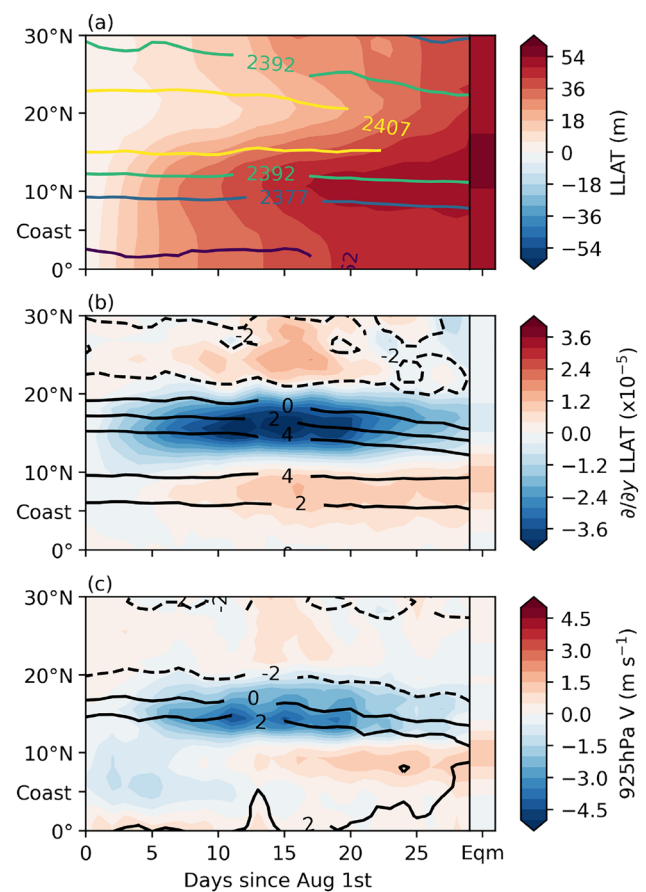 (a)
30°N
20°N
10°N
Coast
0°
2392
2407
2392
2377
54
36
18
0
−18
−36
−54
LLAT (m)
(b)
30°N
20°N
10°N
Coast
0°
-2
-2
0
2
4
4
2
3.6
2.4
1.2
0.0
−1.2
−2.4
−3.6
∂/∂y LLAT (x10⁻⁵)
(c)
30°N
20°N
10°N
Coast
0°
-2
-2
0
2
2
4.5
3.0
1.5
0.0
−1.5
−3.0
−4.5
925hPa V (m s⁻¹)
0 5 10 15 20 25 Eqm
Days since Aug 1st